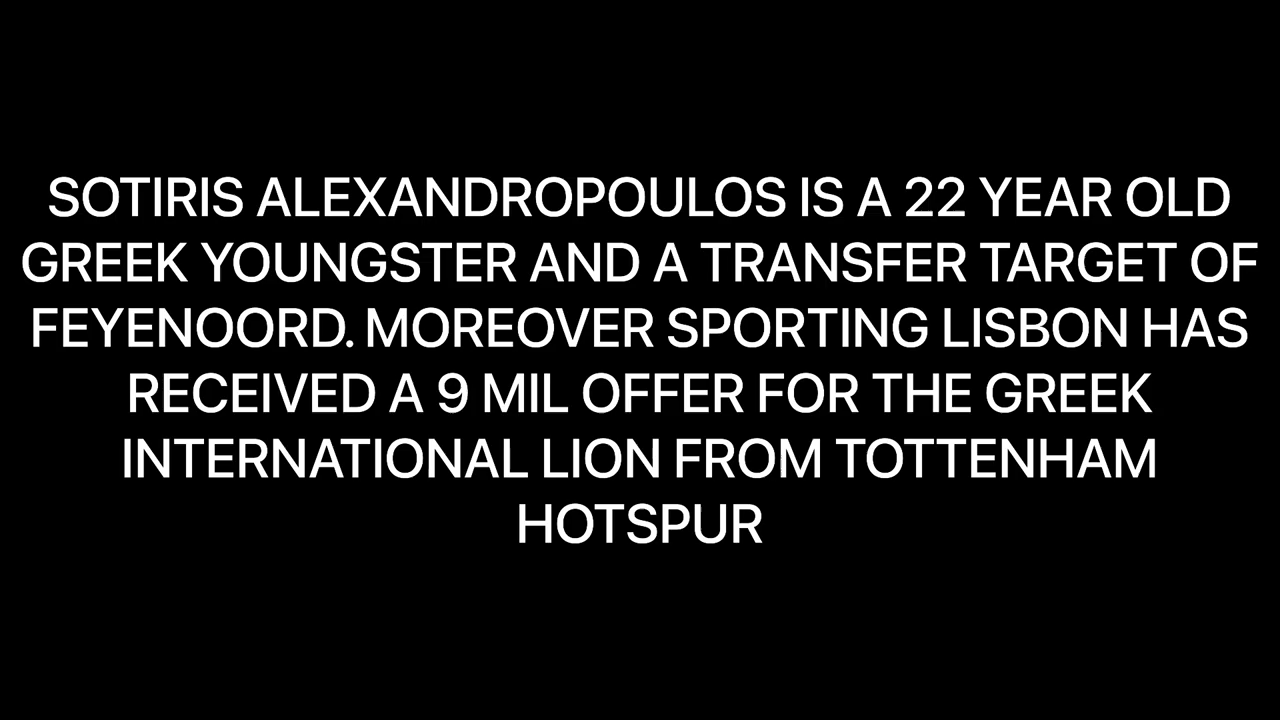 SOTIRIS ALEXANDROPOULOS IS A 22 YEAR OLD
GREEK YOUNGSTER AND A TRANSFER TARGET OF
FEYENOORD. MOREOVER SPORTING LISBON HAS
RECEIVED A 9 MIL OFFER FOR THE GREEK
INTERNATIONAL LION FROM TOTTENHAM
HOTSPUR